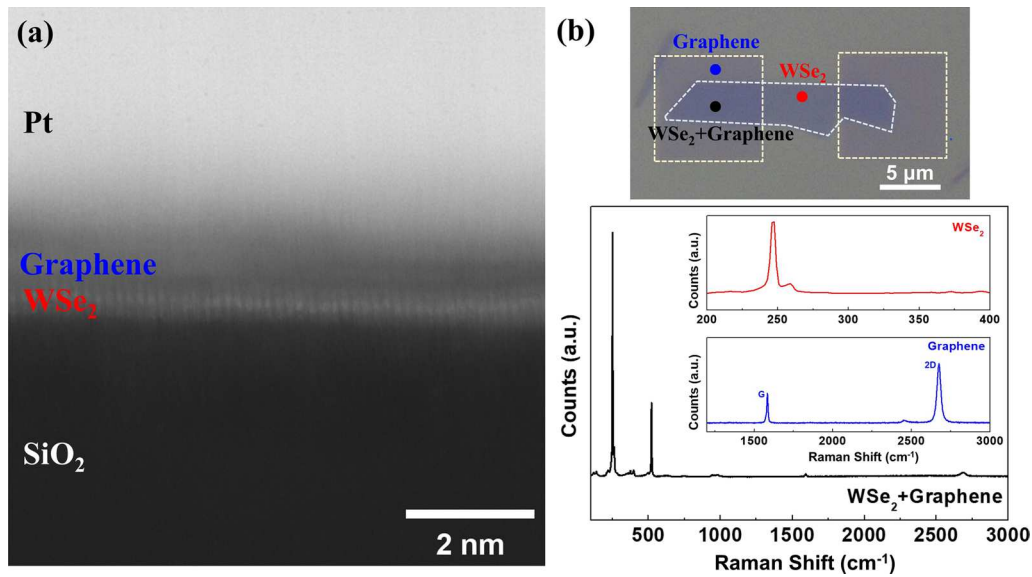 (a)
Pt
Graphene
WSe₂
SiO₂
2 nm
(b)
Graphene
WSe₂
WSe₂+Graphene
5 μm
Counts (a.u.)
WSe₂
Counts (a.u.)
200 250 300 350 400
Graphene
Counts (a.u.)
G
2D
1500 2000 2500 3000
Raman Shift (cm⁻¹)
WSe₂+Graphene
500 1000 1500 2000 2500 3000
Raman Shift (cm⁻¹)